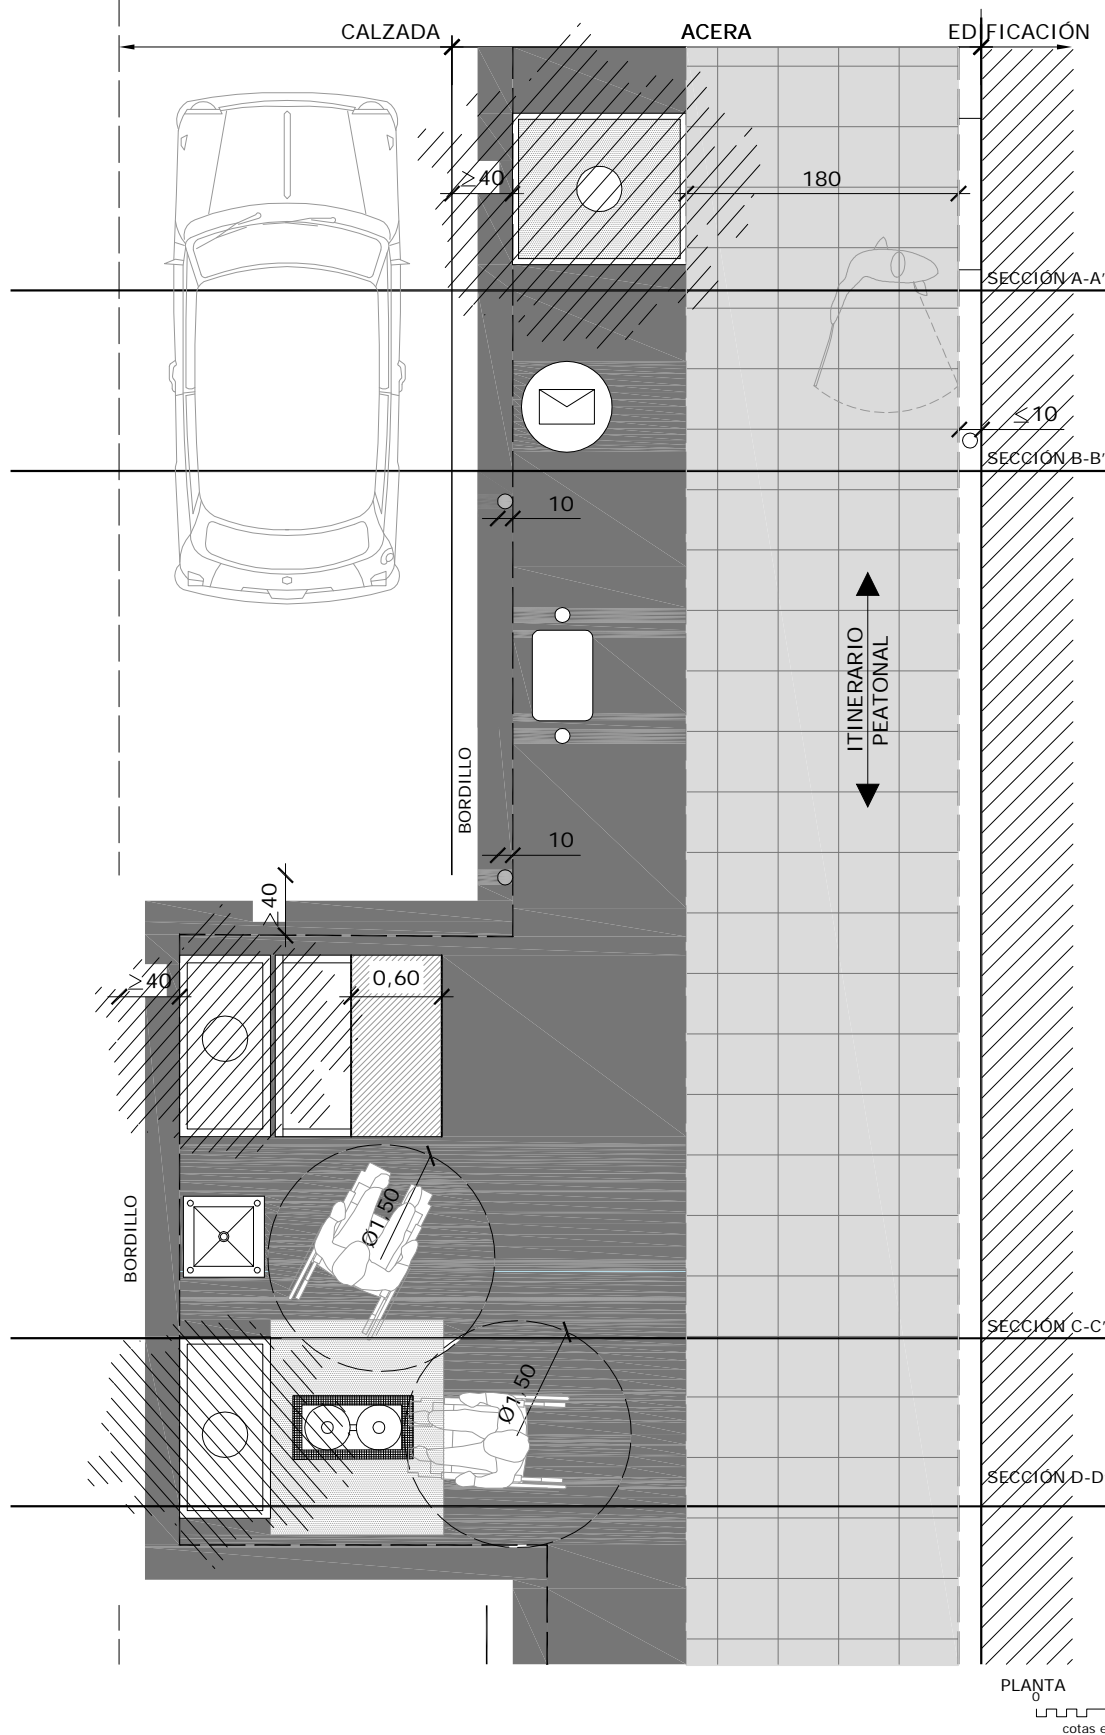 CALZADA
ACERA
EDIFICACIÓN
≥40
180
SECCIÓN A-A'
≤10
SECCIÓN B-B'
10
ITINERARIO
PEATONAL
BORDILLO
10
≥40
≥40
0,60
Ø1,50
BORDILLO
SECCIÓN C-C'
Ø1,50
SECCIÓN D-D
PLANTA
0
cotas e